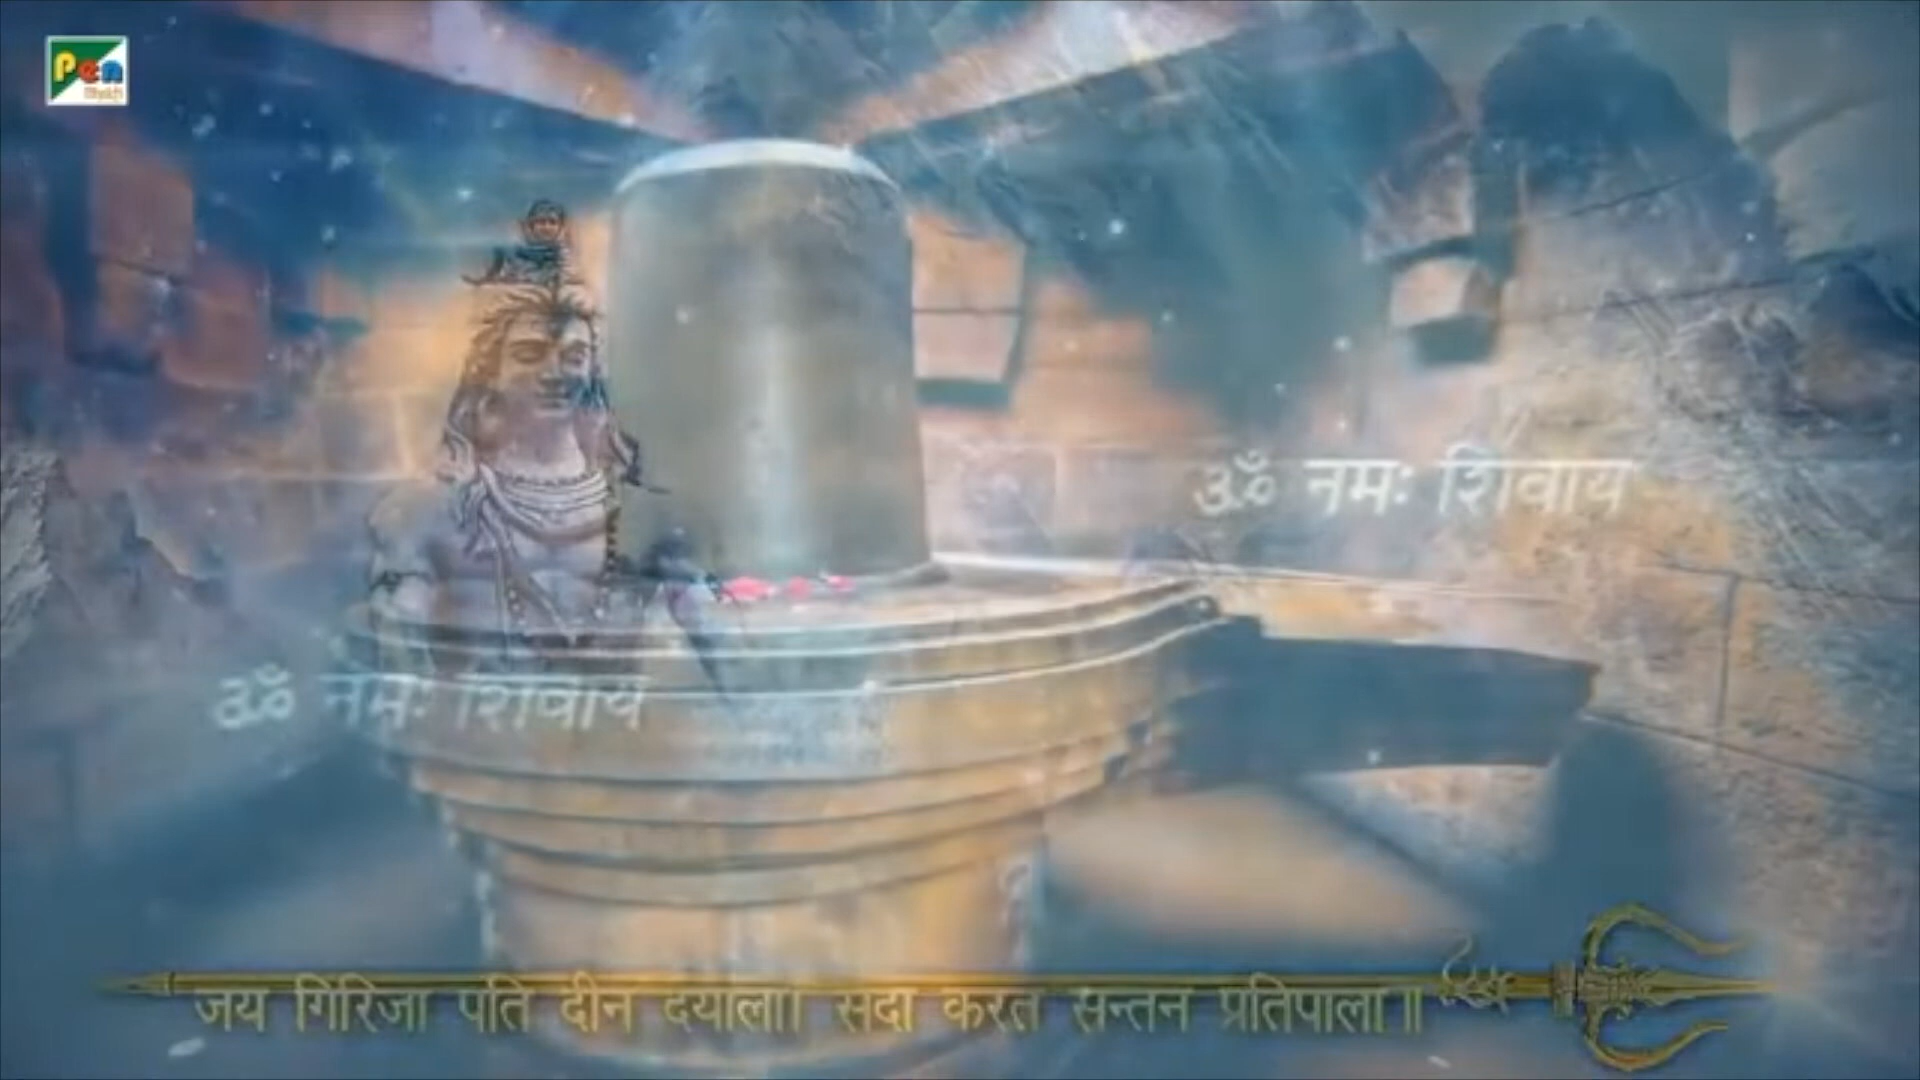 Pen
ॐ नमः शिवाय
ॐ नमः शिवाय
जय गिरिजा पति दीन दयाला। सदा करत सन्तन प्रतिपाला॥